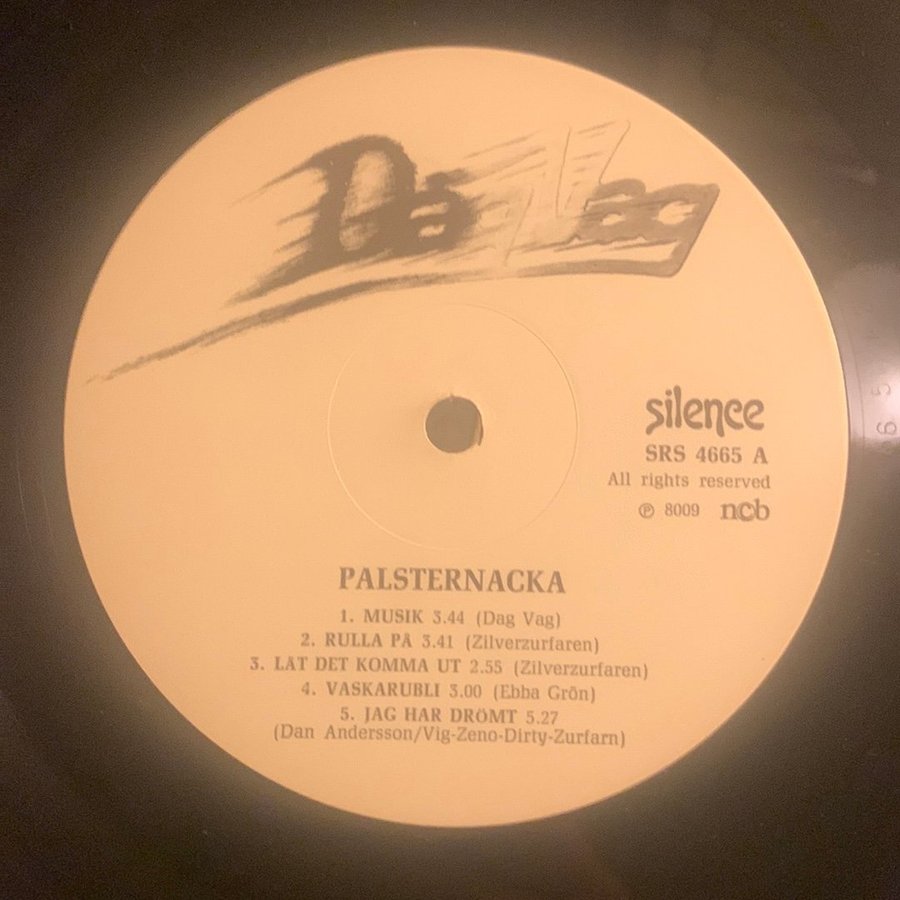 Dag Vag
silence
SRS 4665 A
All rights reserved
℗ 8009 ncb
PALSTERNACKA
1. MUSIK 3.44 (Dag Vag)
2. RULLA PÅ 3.41 (Zilverzurfaren)
3. LÅT DET KOMMA UT 2.55 (Zilverzurfaren)
4. VASKARUBLI 3.00 (Ebba Grön)
5. JAG HAR DRÖMT 5.27
(Dan Andersson/Vig-Zeno-Dirty-Zurfarn)